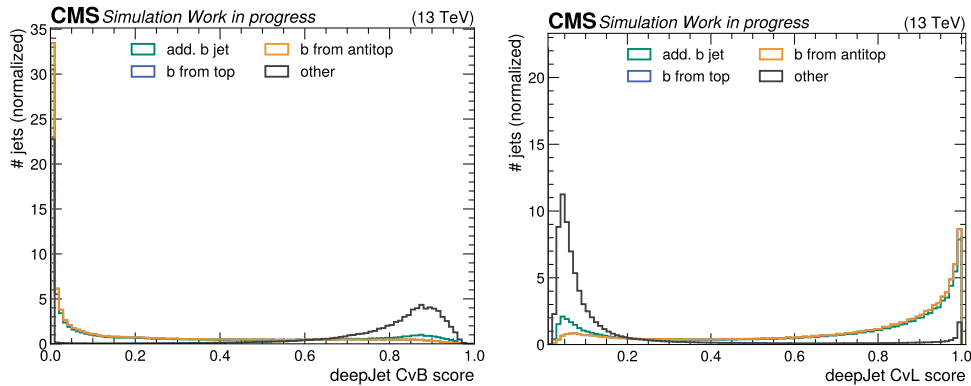 CMS Simulation Work in progress (13 TeV)
# jets (normalized)
add. b jet b from antitop
b from top other
35
30
25
20
15
10
5
0
0.0 0.2 0.4 0.6 0.8 1.0
deepJet CvB score
CMS Simulation Work in progress (13 TeV)
# jets (normalized)
add. b jet b from antitop
b from top other
20
15
10
5
0
0.2 0.4 0.6 0.8 1.0
deepJet CvL score